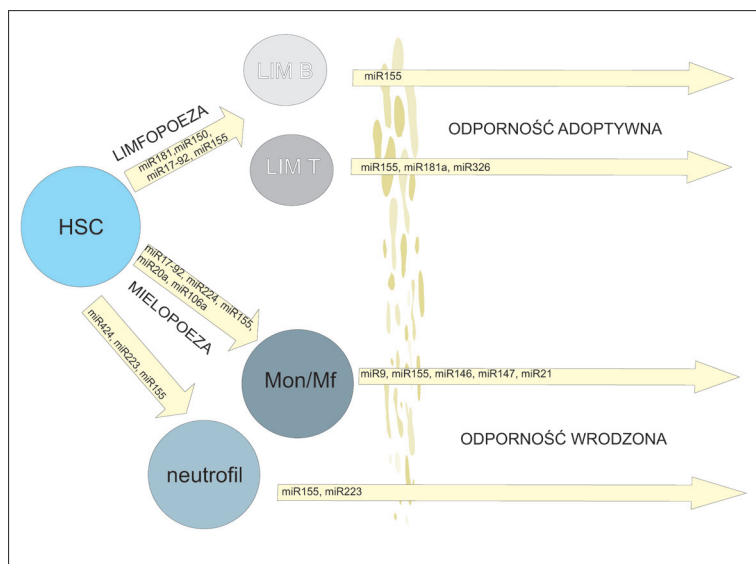 LIM B
miR155
LIMFOPOEZA
miR181,miR150,
miR17-92, miR155
ODPORNOŚĆ ADOPTYWNA
LIM T
miR155, miR181a, miR326
HSC
miR17-92, miR224, miR155,
miR20a, miR106a
MIELOPOEZA
miR424, miR223, miR155
Mon/Mf
miR9, miR155, miR146, miR147, miR21
ODPORNOŚĆ WRODZONA
neutrofil
miR155, miR223